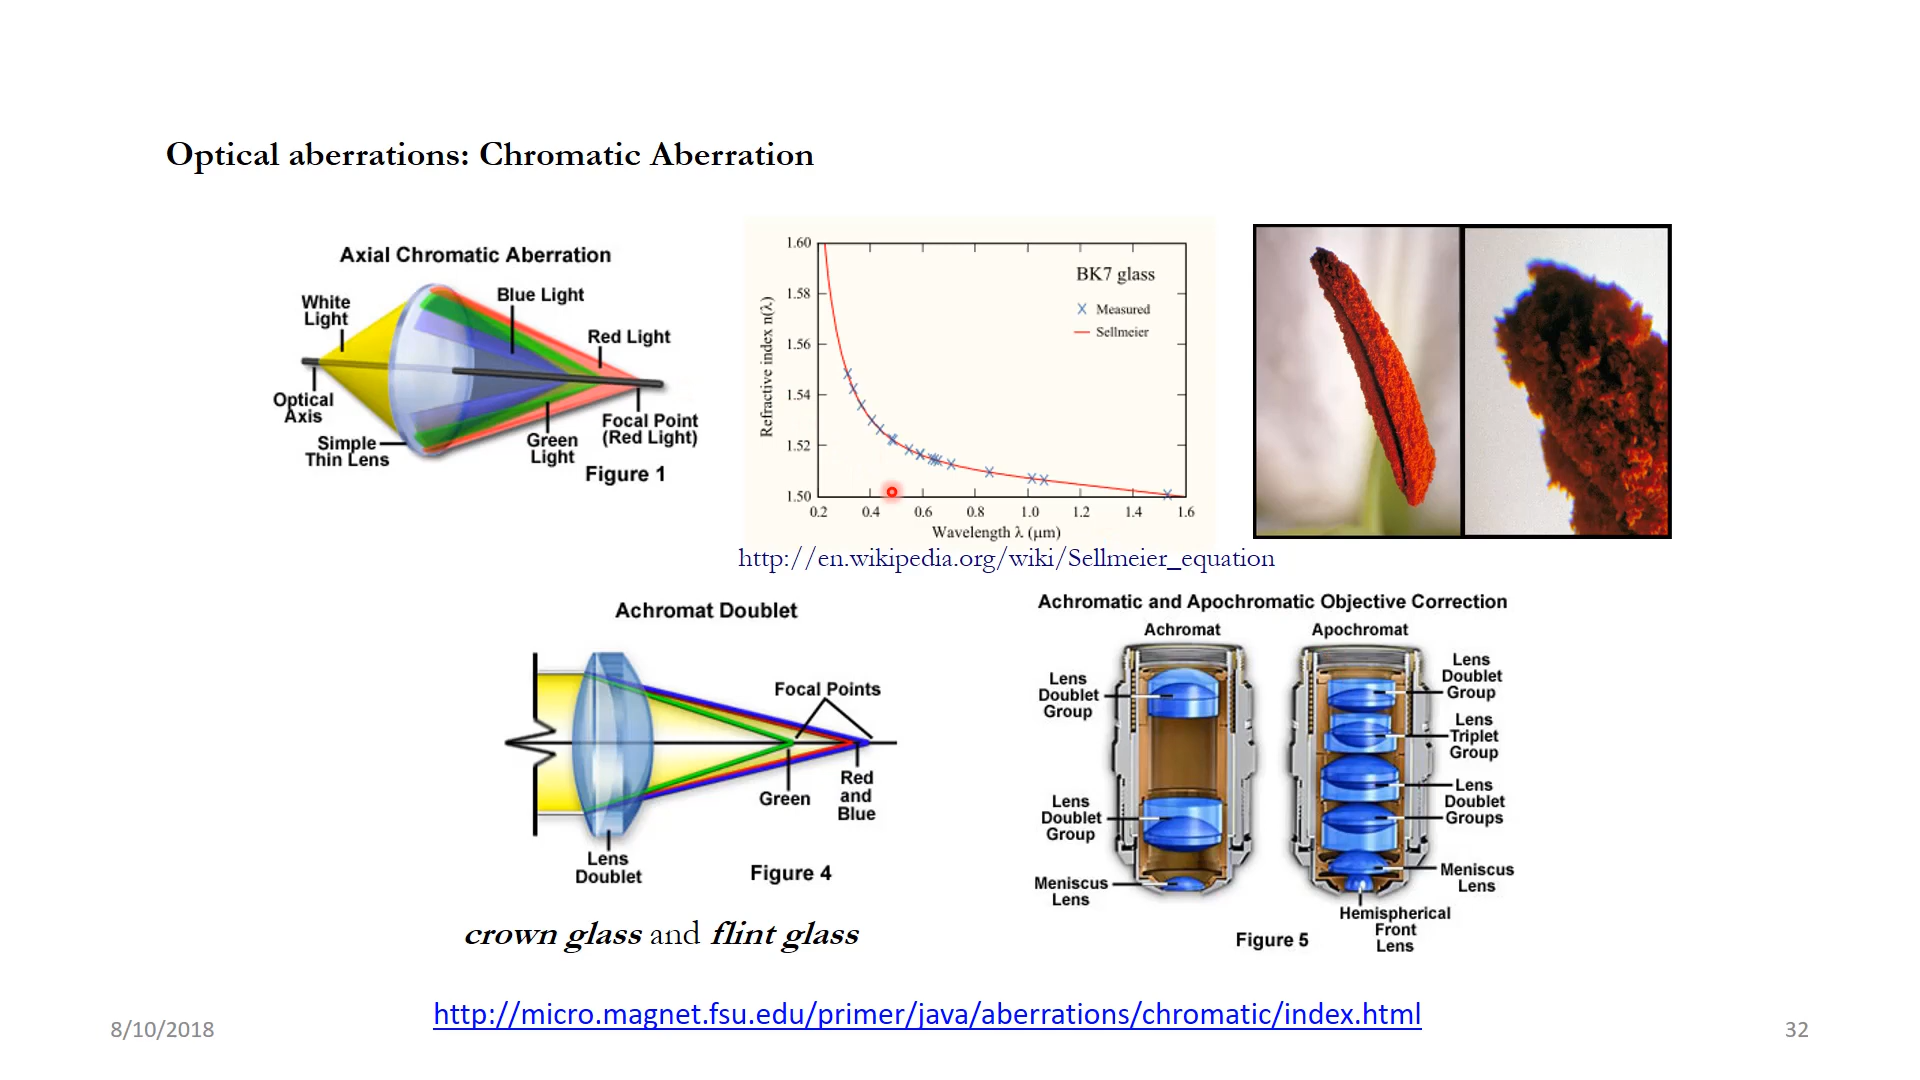 Optical aberrations: Chromatic Aberration
Axial Chromatic Aberration
White
Light
Blue Light
Red Light
Optical
Axis
Simple
Thin Lens
Green
Light
Focal Point
(Red Light)
Figure 1
1.60
1.58
1.56
1.54
1.52
1.50
Refractive index n(λ)
BK7 glass
Measured
Sellmeier
0.2 0.4 0.6 0.8 1.0 1.2 1.4 1.6
Wavelength λ (μm)
http://en.wikipedia.org/wiki/Sellmeier_equation
Achromat Doublet
Focal Points
Green
Red
and
Blue
Lens
Doublet
Figure 4
crown glass and flint glass
Achromatic and Apochromatic Objective Correction
Achromat
Apochromat
Lens
Doublet
Group
Lens
Doublet
Group
Meniscus
Lens
Lens
Doublet
Group
Lens
Triplet
Group
Lens
Doublet
Groups
Meniscus
Lens
Hemispherical
Front
Lens
Figure 5
http://micro.magnet.fsu.edu/primer/java/aberrations/chromatic/index.html
8/10/2018
32